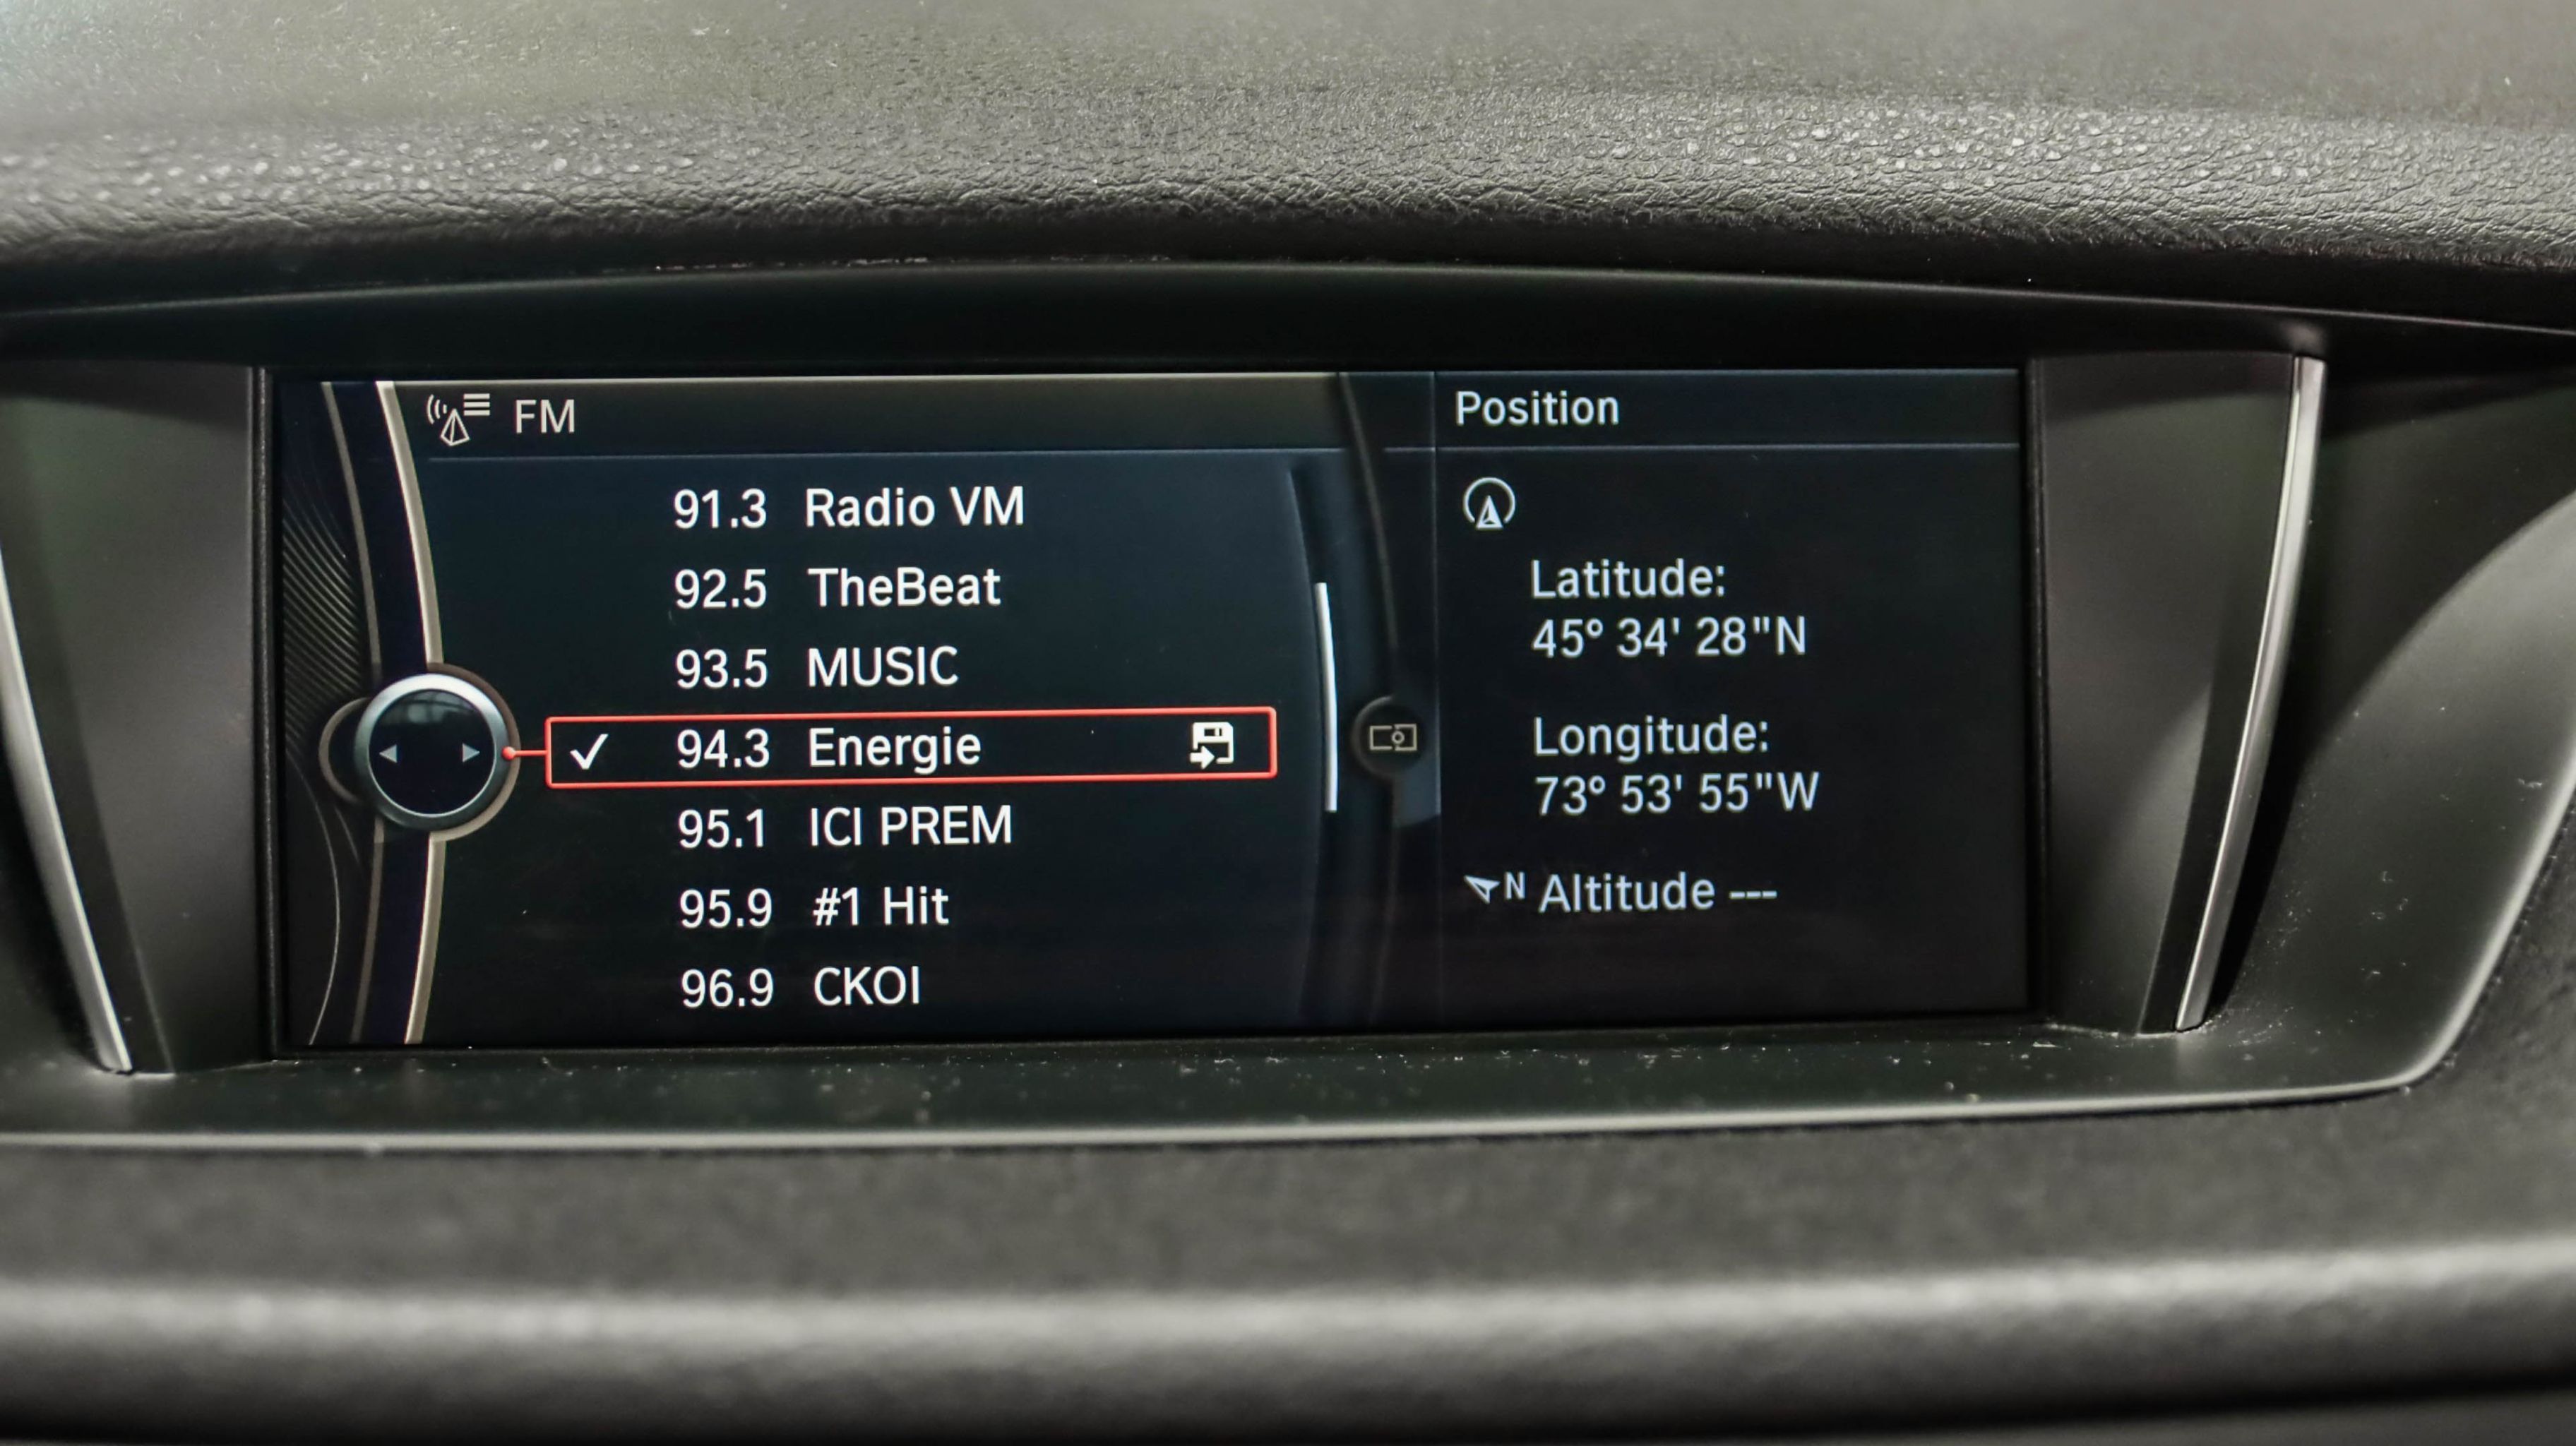 FM
91.3 Radio VM
92.5 TheBeat
93.5 MUSIC
94.3 Energie
95.1 ICI PREM
95.9 #1 Hit
96.9 CKOI
Position
Latitude:
45° 34' 28"N
Longitude:
73° 53' 55"W
N Altitude ---